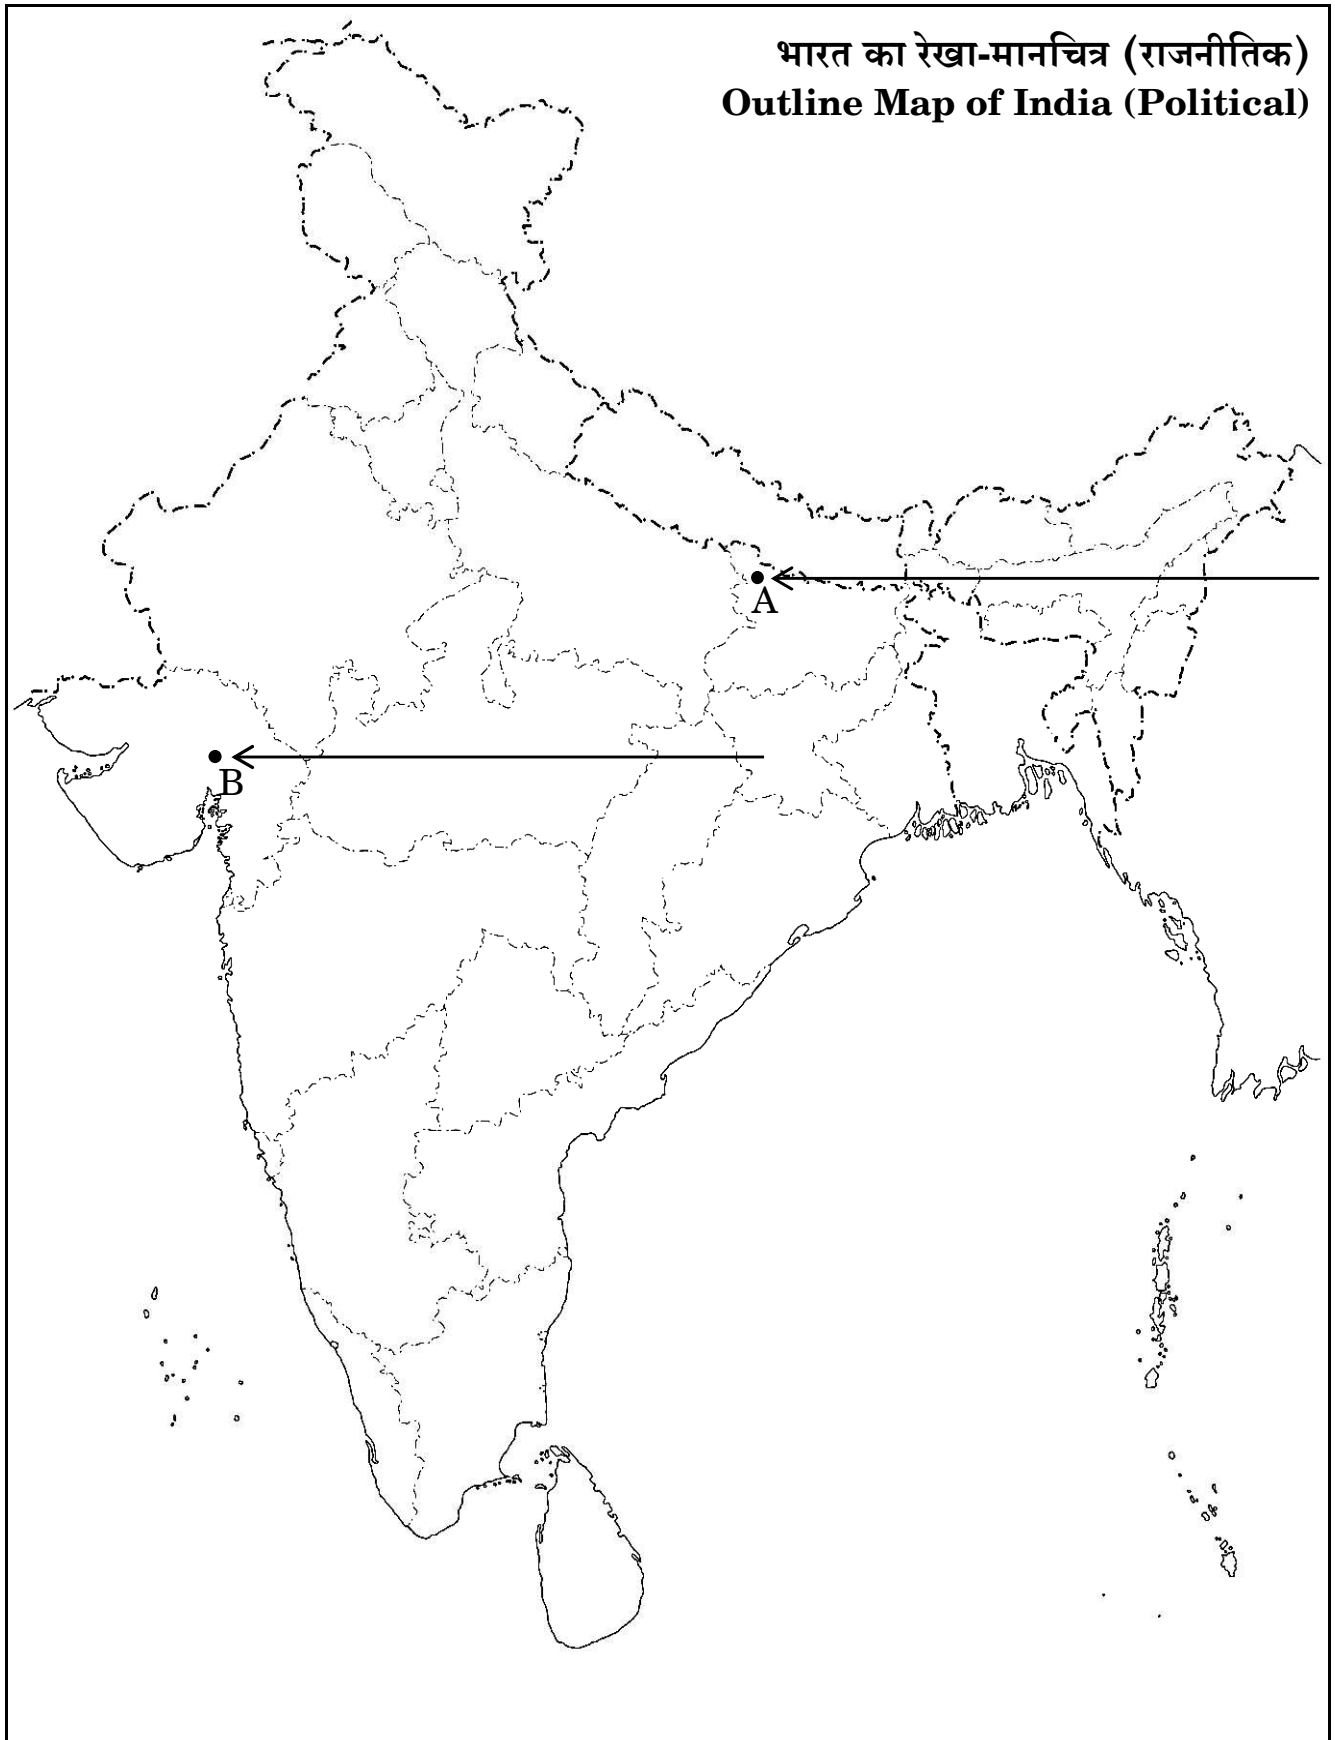 भारत का रेखा-मानचित्र (राजनीतिक)
Outline Map of India (Political)
A
B